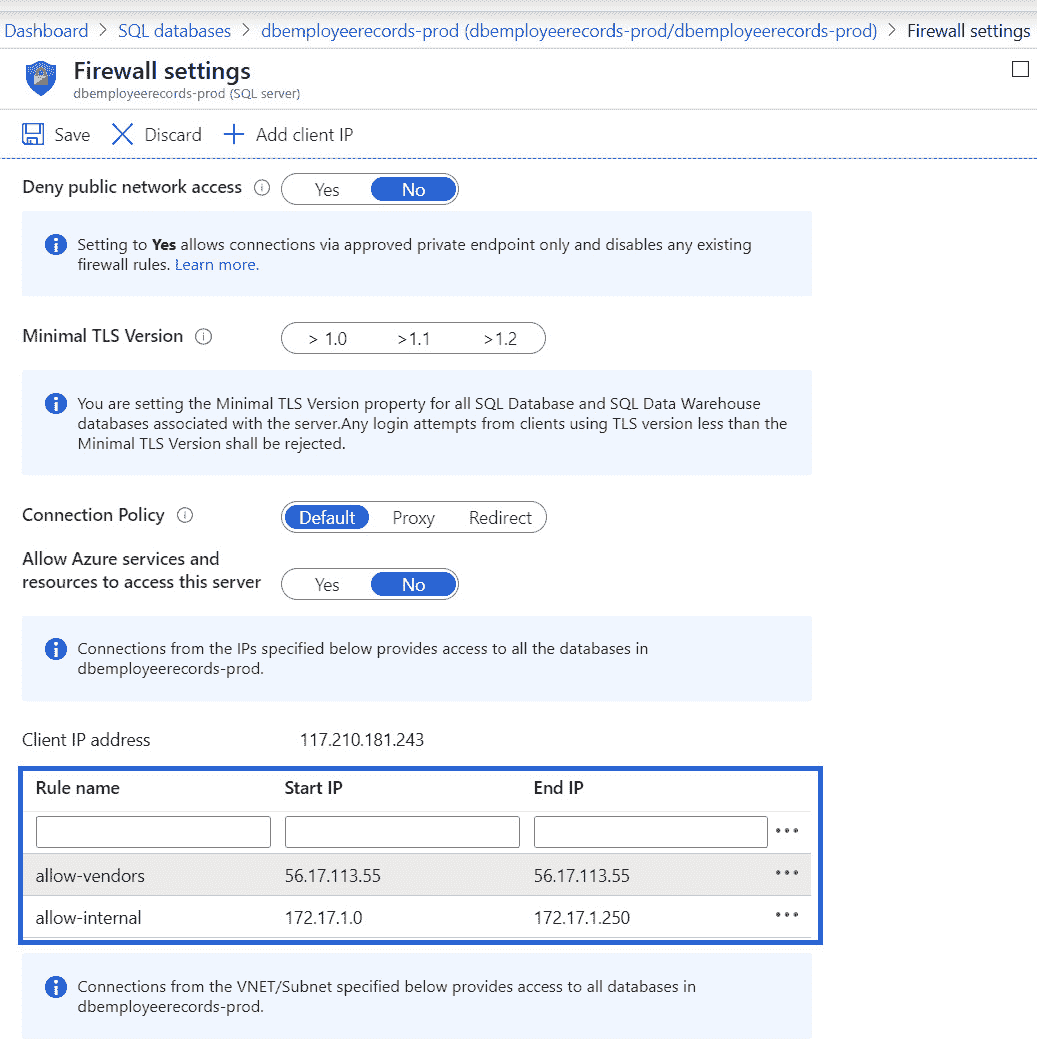 Dashboard > SQL databases > dbemployeerecords-prod (dbemployeerecords-prod/dbemployeerecords-prod) > Firewall settings
Firewall settings
dbemployeerecords-prod (SQL server)
Save Discard Add client IP
Deny public network access Yes No
Setting to Yes allows connections via approved private endpoint only and disables any existing
firewall rules. Learn more.
Minimal TLS Version > 1.0 >1.1 >1.2
You are setting the Minimal TLS Version property for all SQL Database and SQL Data Warehouse
databases associated with the server.Any login attempts from clients using TLS version less than the
Minimal TLS Version shall be rejected.
Connection Policy Default Proxy Redirect
Allow Azure services and
resources to access this server Yes No
Connections from the IPs specified below provides access to all the databases in
dbemployeerecords-prod.
Client IP address 117.210.181.243
Rule name Start IP End IP
allow-vendors 56.17.113.55 56.17.113.55
allow-internal 172.17.1.0 172.17.1.250
Connections from the VNET/Subnet specified below provides access to all databases in
dbemployeerecords-prod.